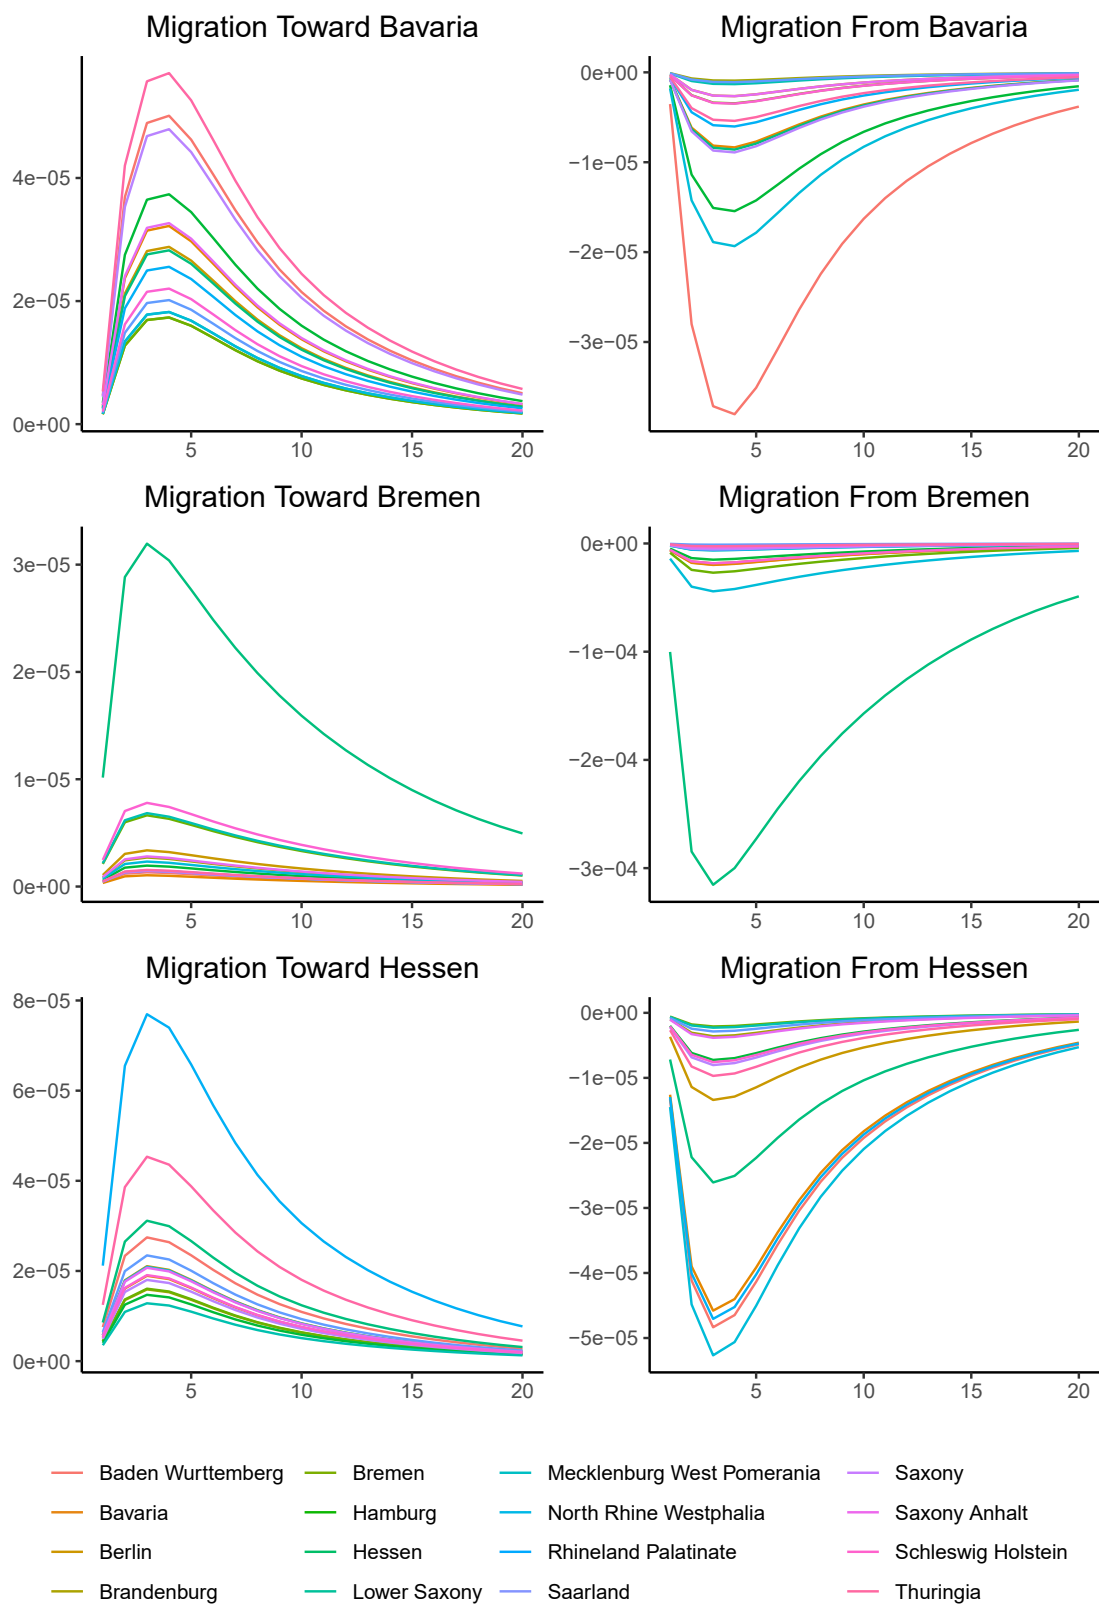 Migration Toward Bavaria
Migration From Bavaria
4e−05
2e−05
0e+00
5
10
15
20
0e+00
−1e−05
−2e−05
−3e−05
5
10
15
20
Migration Toward Bremen
Migration From Bremen
3e−05
2e−05
1e−05
0e+00
5
10
15
20
0e+00
−1e−04
−2e−04
−3e−04
5
10
15
20
Migration Toward Hessen
Migration From Hessen
8e−05
6e−05
4e−05
2e−05
0e+00
5
10
15
20
0e+00
−1e−05
−2e−05
−3e−05
−4e−05
−5e−05
5
10
15
20
Baden Wurttemberg
Bavaria
Berlin
Brandenburg
Bremen
Hamburg
Hessen
Lower Saxony
Mecklenburg West Pomerania
North Rhine Westphalia
Rhineland Palatinate
Saarland
Saxony
Saxony Anhalt
Schleswig Holstein
Thuringia